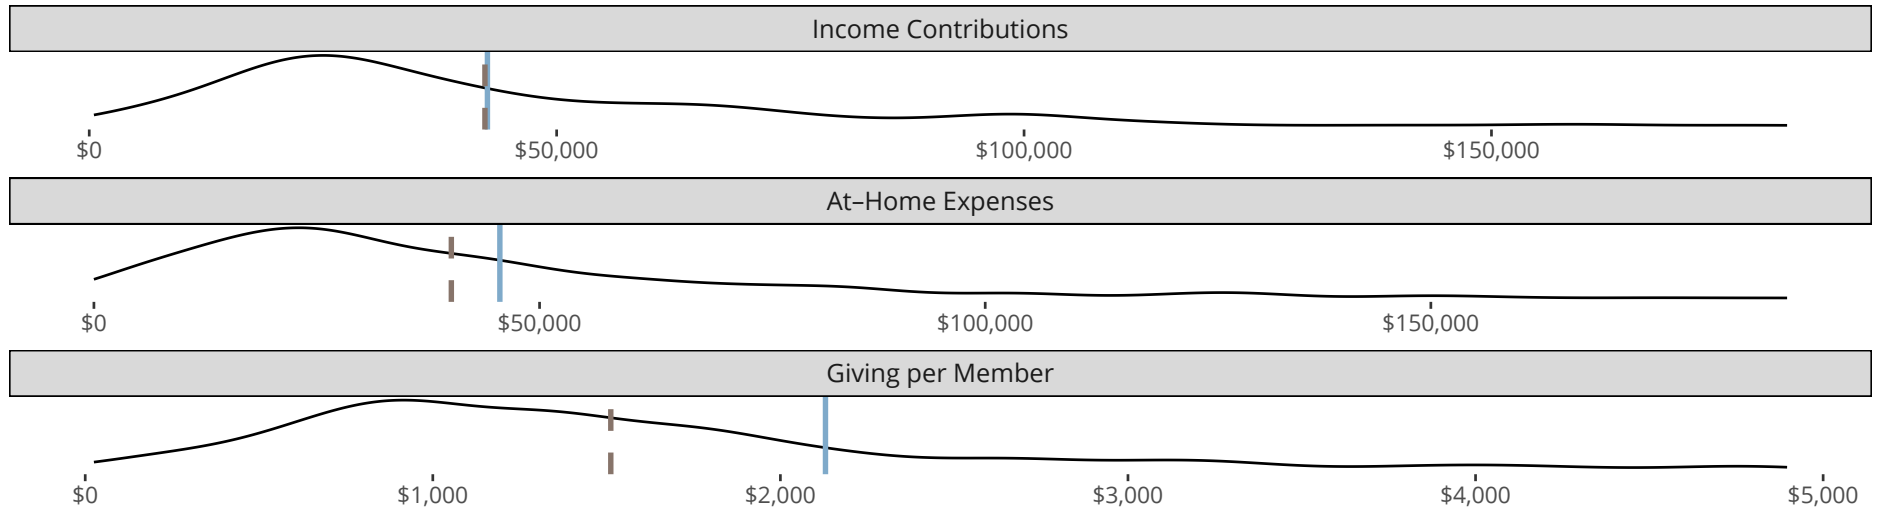 Income Contributions
$0 $50,000 $100,000 $150,000
At–Home Expenses
$0 $50,000 $100,000 $150,000
Giving per Member
$0 $1,000 $2,000 $3,000 $4,000 $5,000